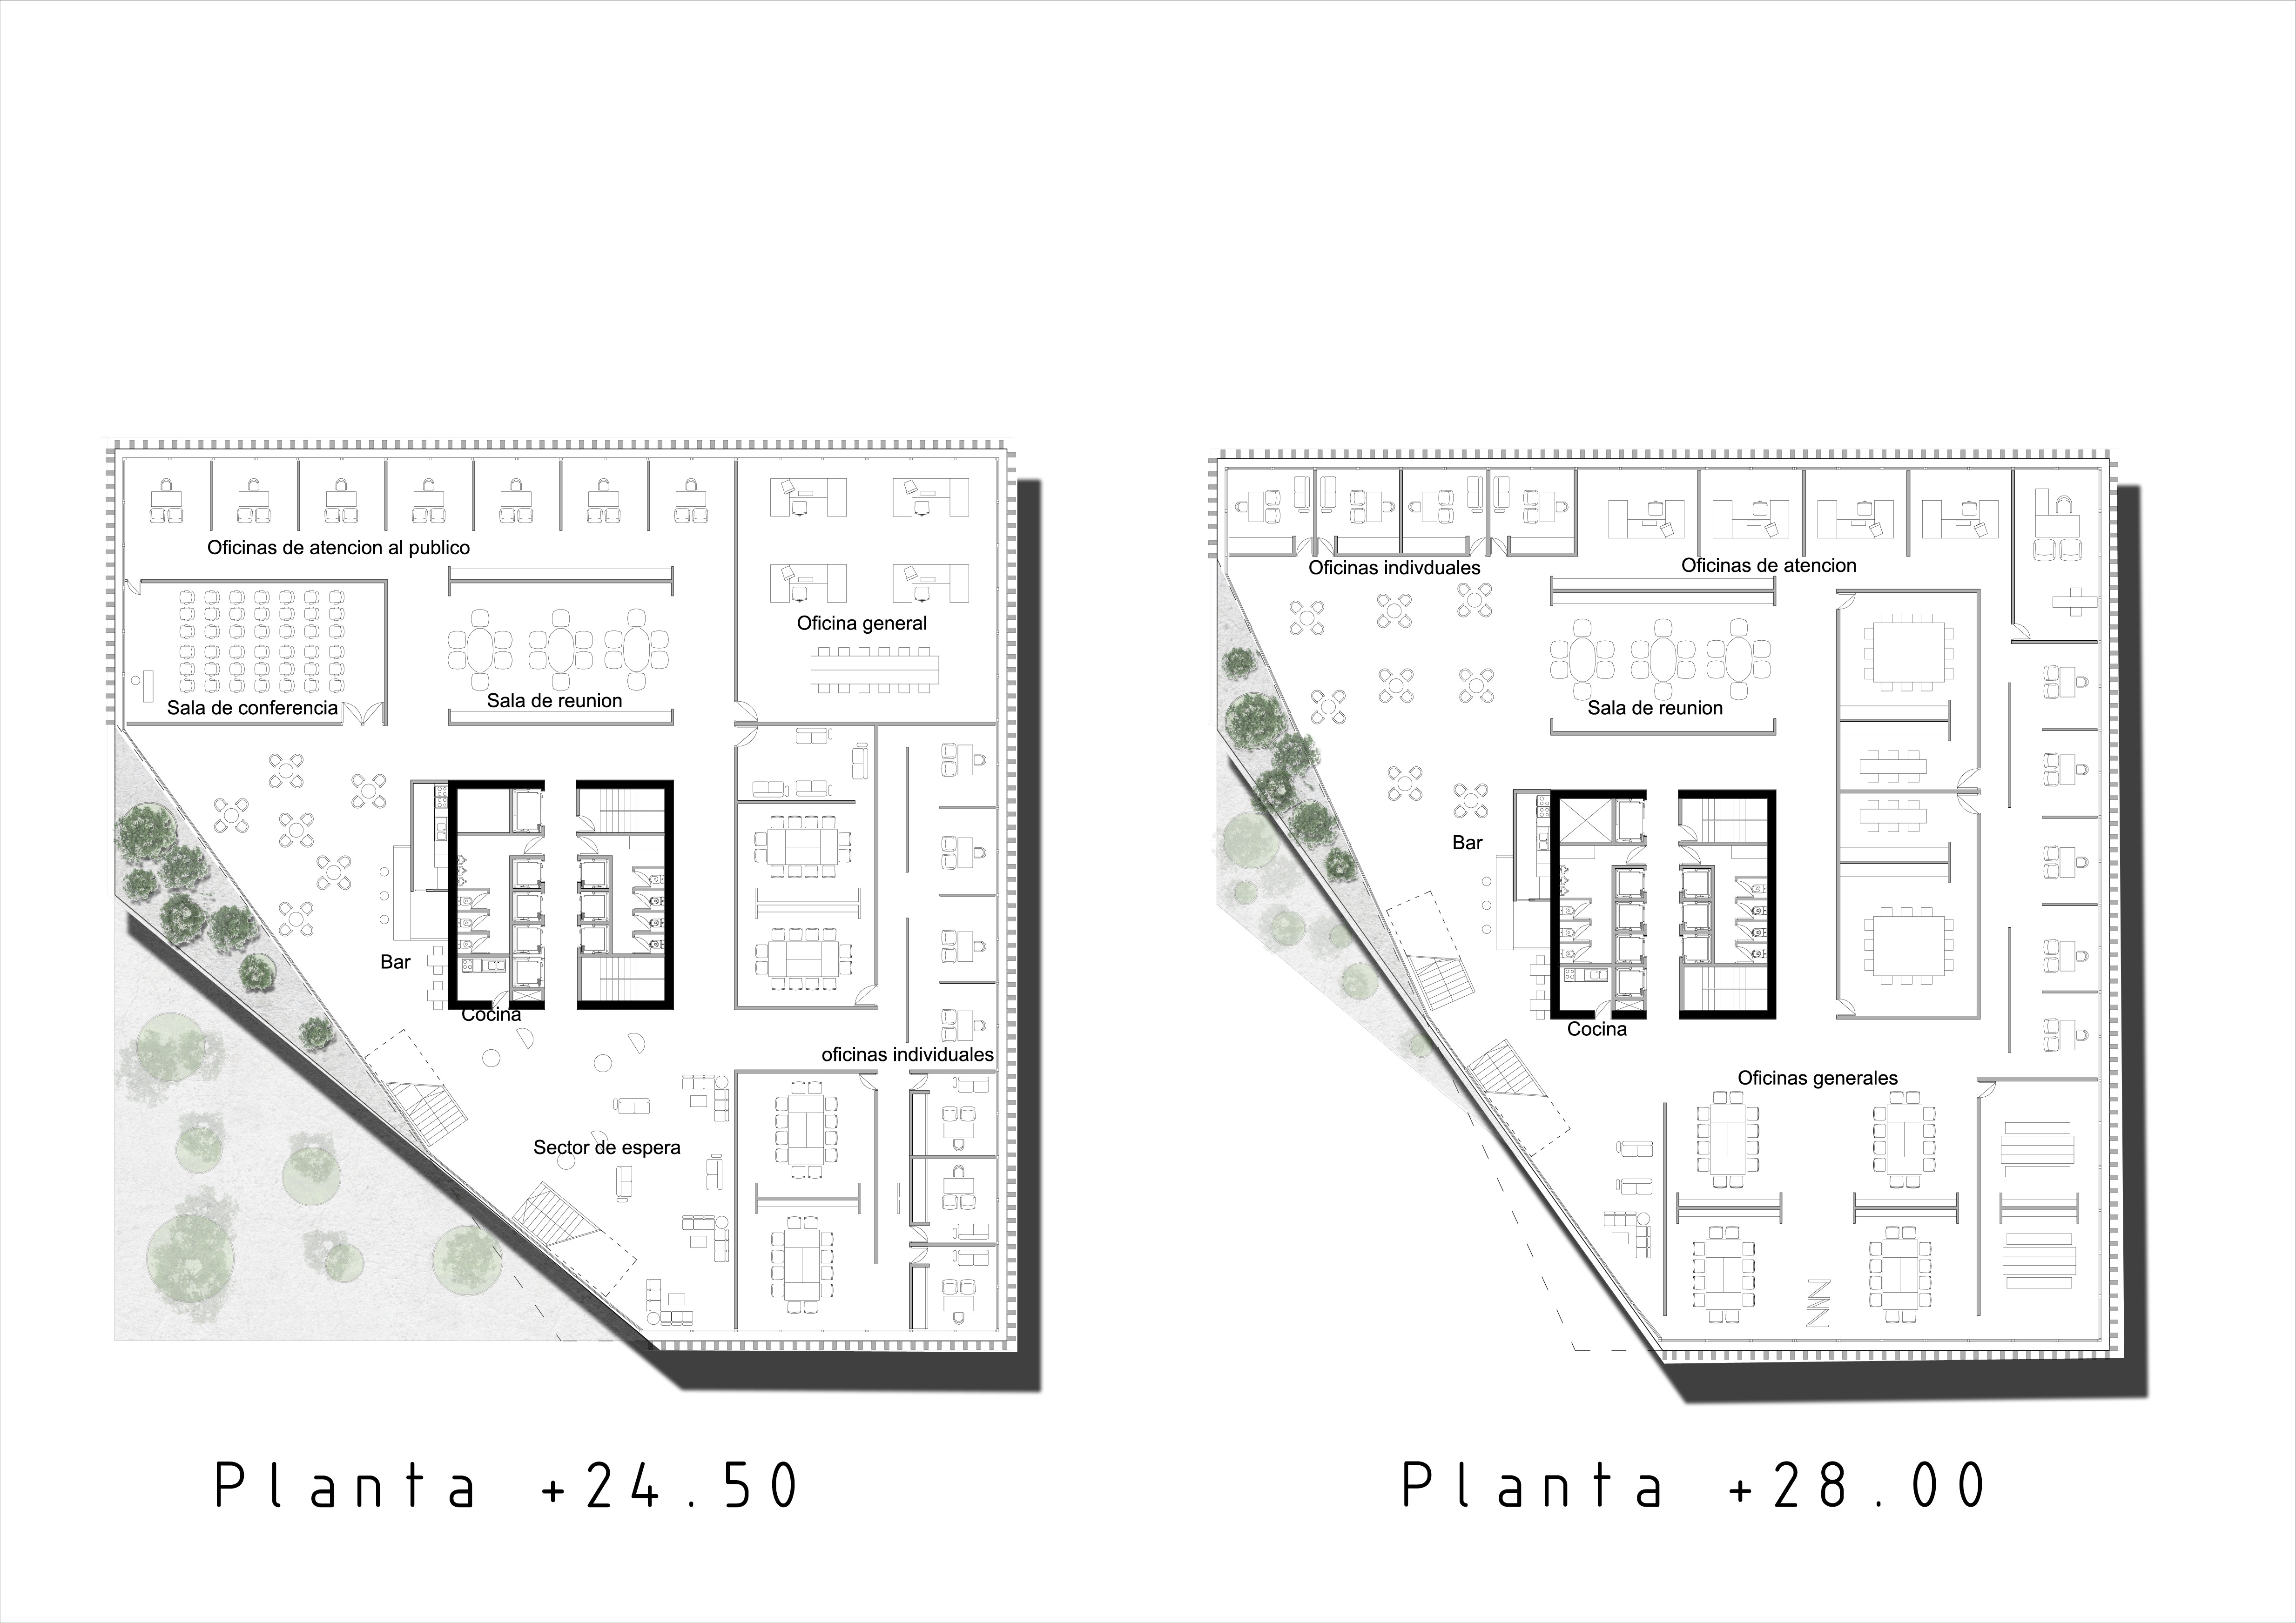 Oficinas de atencion al publico
Oficina general
Sala de conferencia
Sala de reunion
Bar
Cocina
oficinas individuales
Sector de espera
Planta +24.50
Oficinas indivduales
Oficinas de atencion
Sala de reunion
Bar
Cocina
Oficinas generales
Planta +28.00